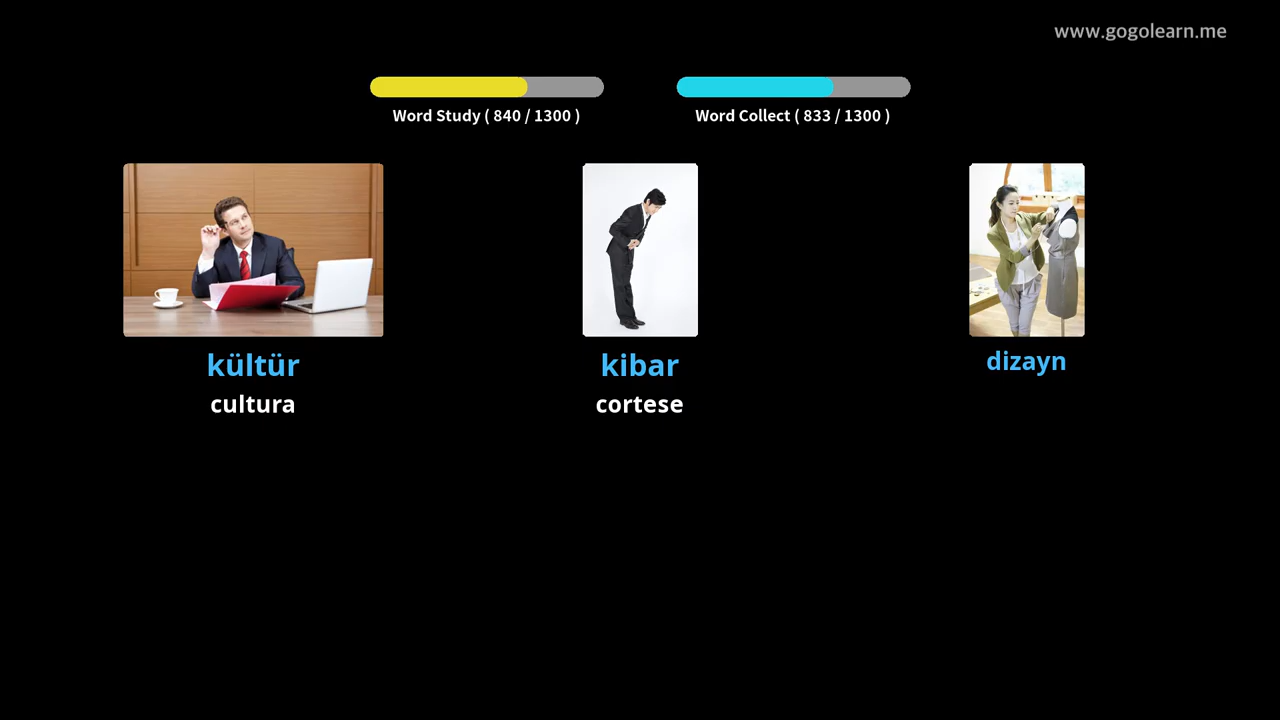 www.gogolearn.me
Word Study ( 840 / 1300 )
Word Collect ( 833 / 1300 )
kültür
cultura
kibar
cortese
dizayn